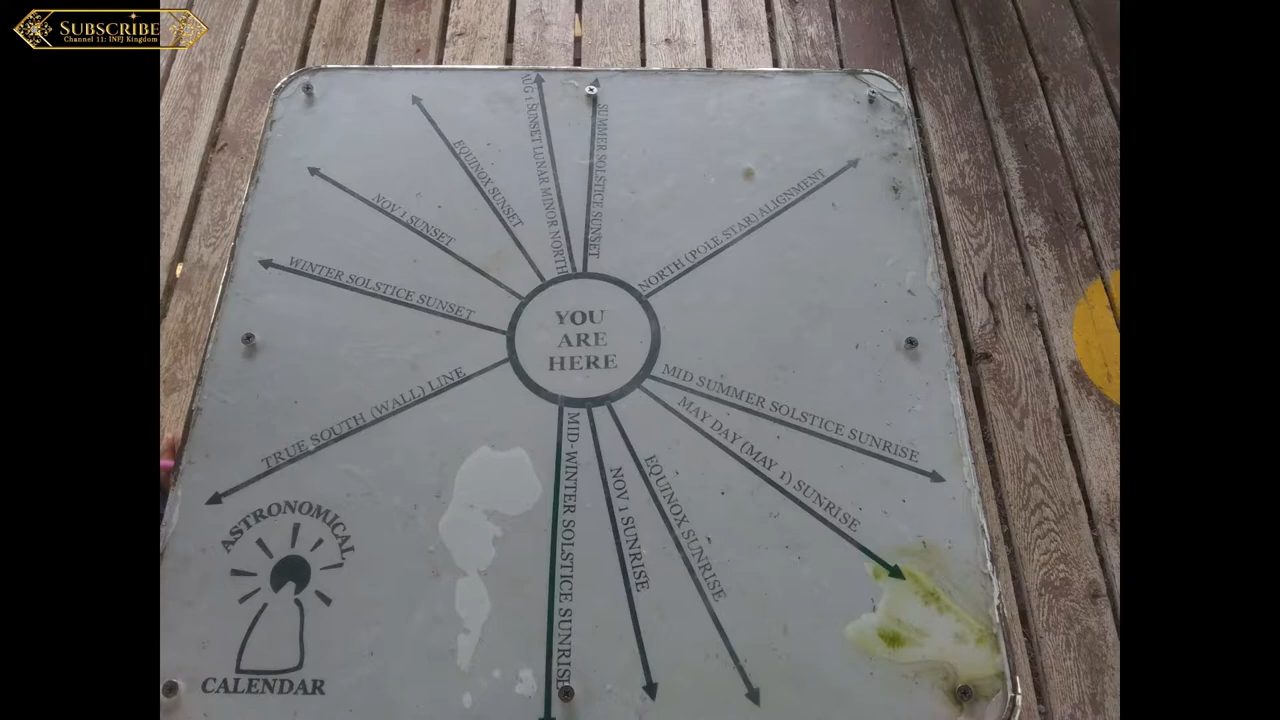 SUBSCRIBE
Channel 11: INFJ Kingdom
AUG 1 SUNSET LUNAR MINOR NORTH
SUMMER SOLSTICE SUNSET
EQUINOX SUNSET
NORTH (POLE STAR) ALIGNMENT
NOV 1 SUNSET
WINTER SOLSTICE SUNSET
YOU
ARE
HERE
TRUE SOUTH (WALL) LINE
MID SUMMER SOLSTICE SUNRISE
MAY DAY (MAY 1) SUNRISE
EQUINOX SUNRISE
NOV 1 SUNRISE
MID-WINTER SOLSTICE SUNRISE
ASTRONOMICAL
CALENDAR